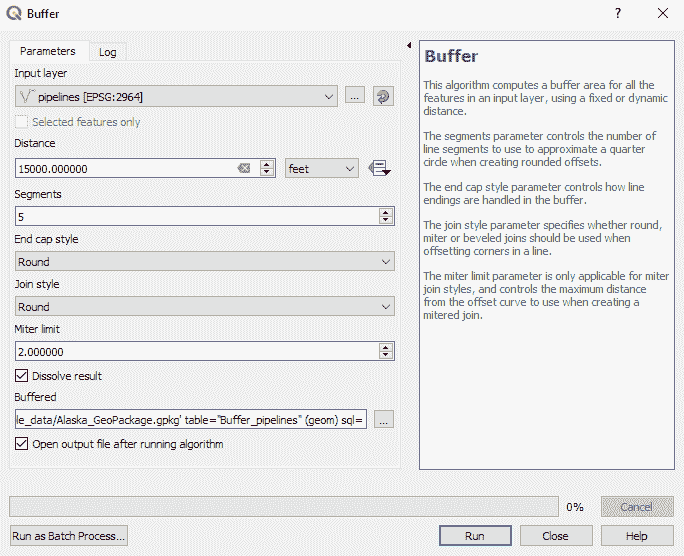 Buffer
?
Parameters
Log
Input layer
pipelines [EPSG:2964]
...
Selected features only
Distance
15000.000000
feet
Segments
5
End cap style
Round
Join style
Round
Miter limit
2.000000
Dissolve result
Buffered
le_data/Alaska_GeoPackage.gpkg' table="Buffer_pipelines" (geom) sql=
...
Open output file after running algorithm
Buffer
This algorithm computes a buffer area for all the
features in an input layer, using a fixed or dynamic
distance.
The segments parameter controls the number of
line segments to use to approximate a quarter
circle when creating rounded offsets.
The end cap style parameter controls how line
endings are handled in the buffer.
The join style parameter specifies whether round,
miter or beveled joins should be used when
offsetting corners in a line.
The miter limit parameter is only applicable for miter
join styles, and controls the maximum distance
from the offset curve to use when creating a
mitered join.
0%
Cancel
Run as Batch Process...
Run
Close
Help